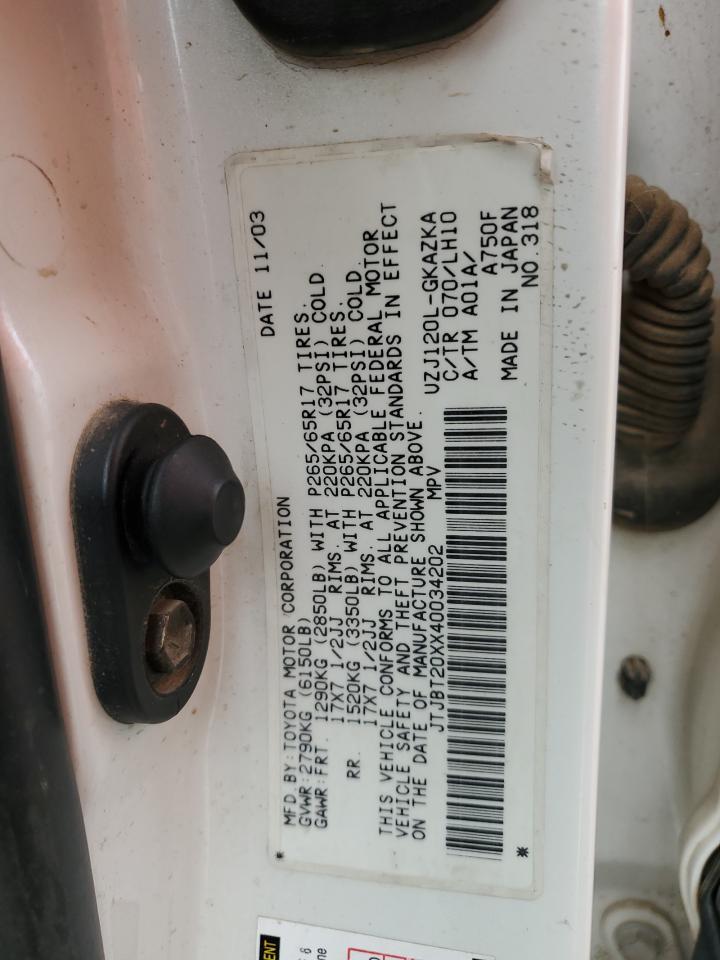 MFD.BY:TOYOTA MOTOR CORPORATION DATE 11/03
GVWR:2790KG (6150LB)
GAWR:FRT. 1290KG (2850LB) WITH P265/65R17 TIRES.
17X7 1/2JJ RIMS. AT 220KPA (32PSI) COLD.
RR. 1520KG (3350LB) WITH P265/65R17 TIRES.
17X7 1/2JJ RIMS. AT 220KPA (32PSI) COLD.
THIS VEHICLE CONFORMS TO ALL APPLICABLE FEDERAL MOTOR
VEHICLE SAFETY AND THEFT PREVENTION STANDARDS IN EFFECT
ON THE DATE OF MANUFACTURE SHOWN ABOVE.
JTJBT20XX40034202 MPV
UZJ120L-GKAZKA
C/TR 070/LH10
A/TM A01A/
A750F
MADE IN JAPAN
NO.318